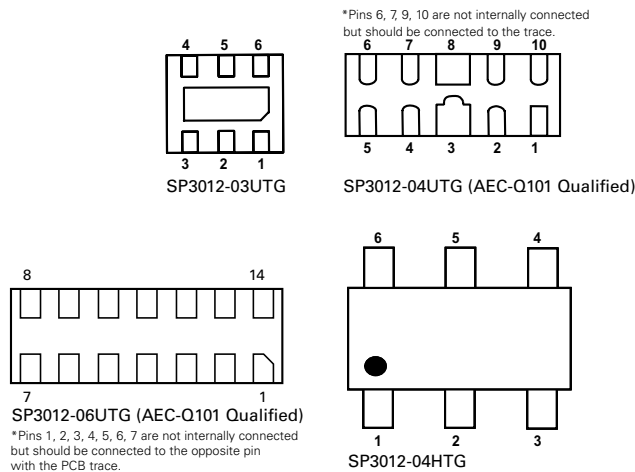 *Pins 6, 7, 9, 10 are not internally connected
but should be connected to the trace.
4 5 6
3 2 1
SP3012-03UTG
6 7 8 9 10
5 4 3 2 1
SP3012-04UTG (AEC-Q101 Qualified)
8 14
7 1
SP3012-06UTG (AEC-Q101 Qualified)
*Pins 1, 2, 3, 4, 5, 6, 7 are not internally connected
but should be connected to the opposite pin
with the PCB trace.
6 5 4
1 2 3
SP3012-04HTG